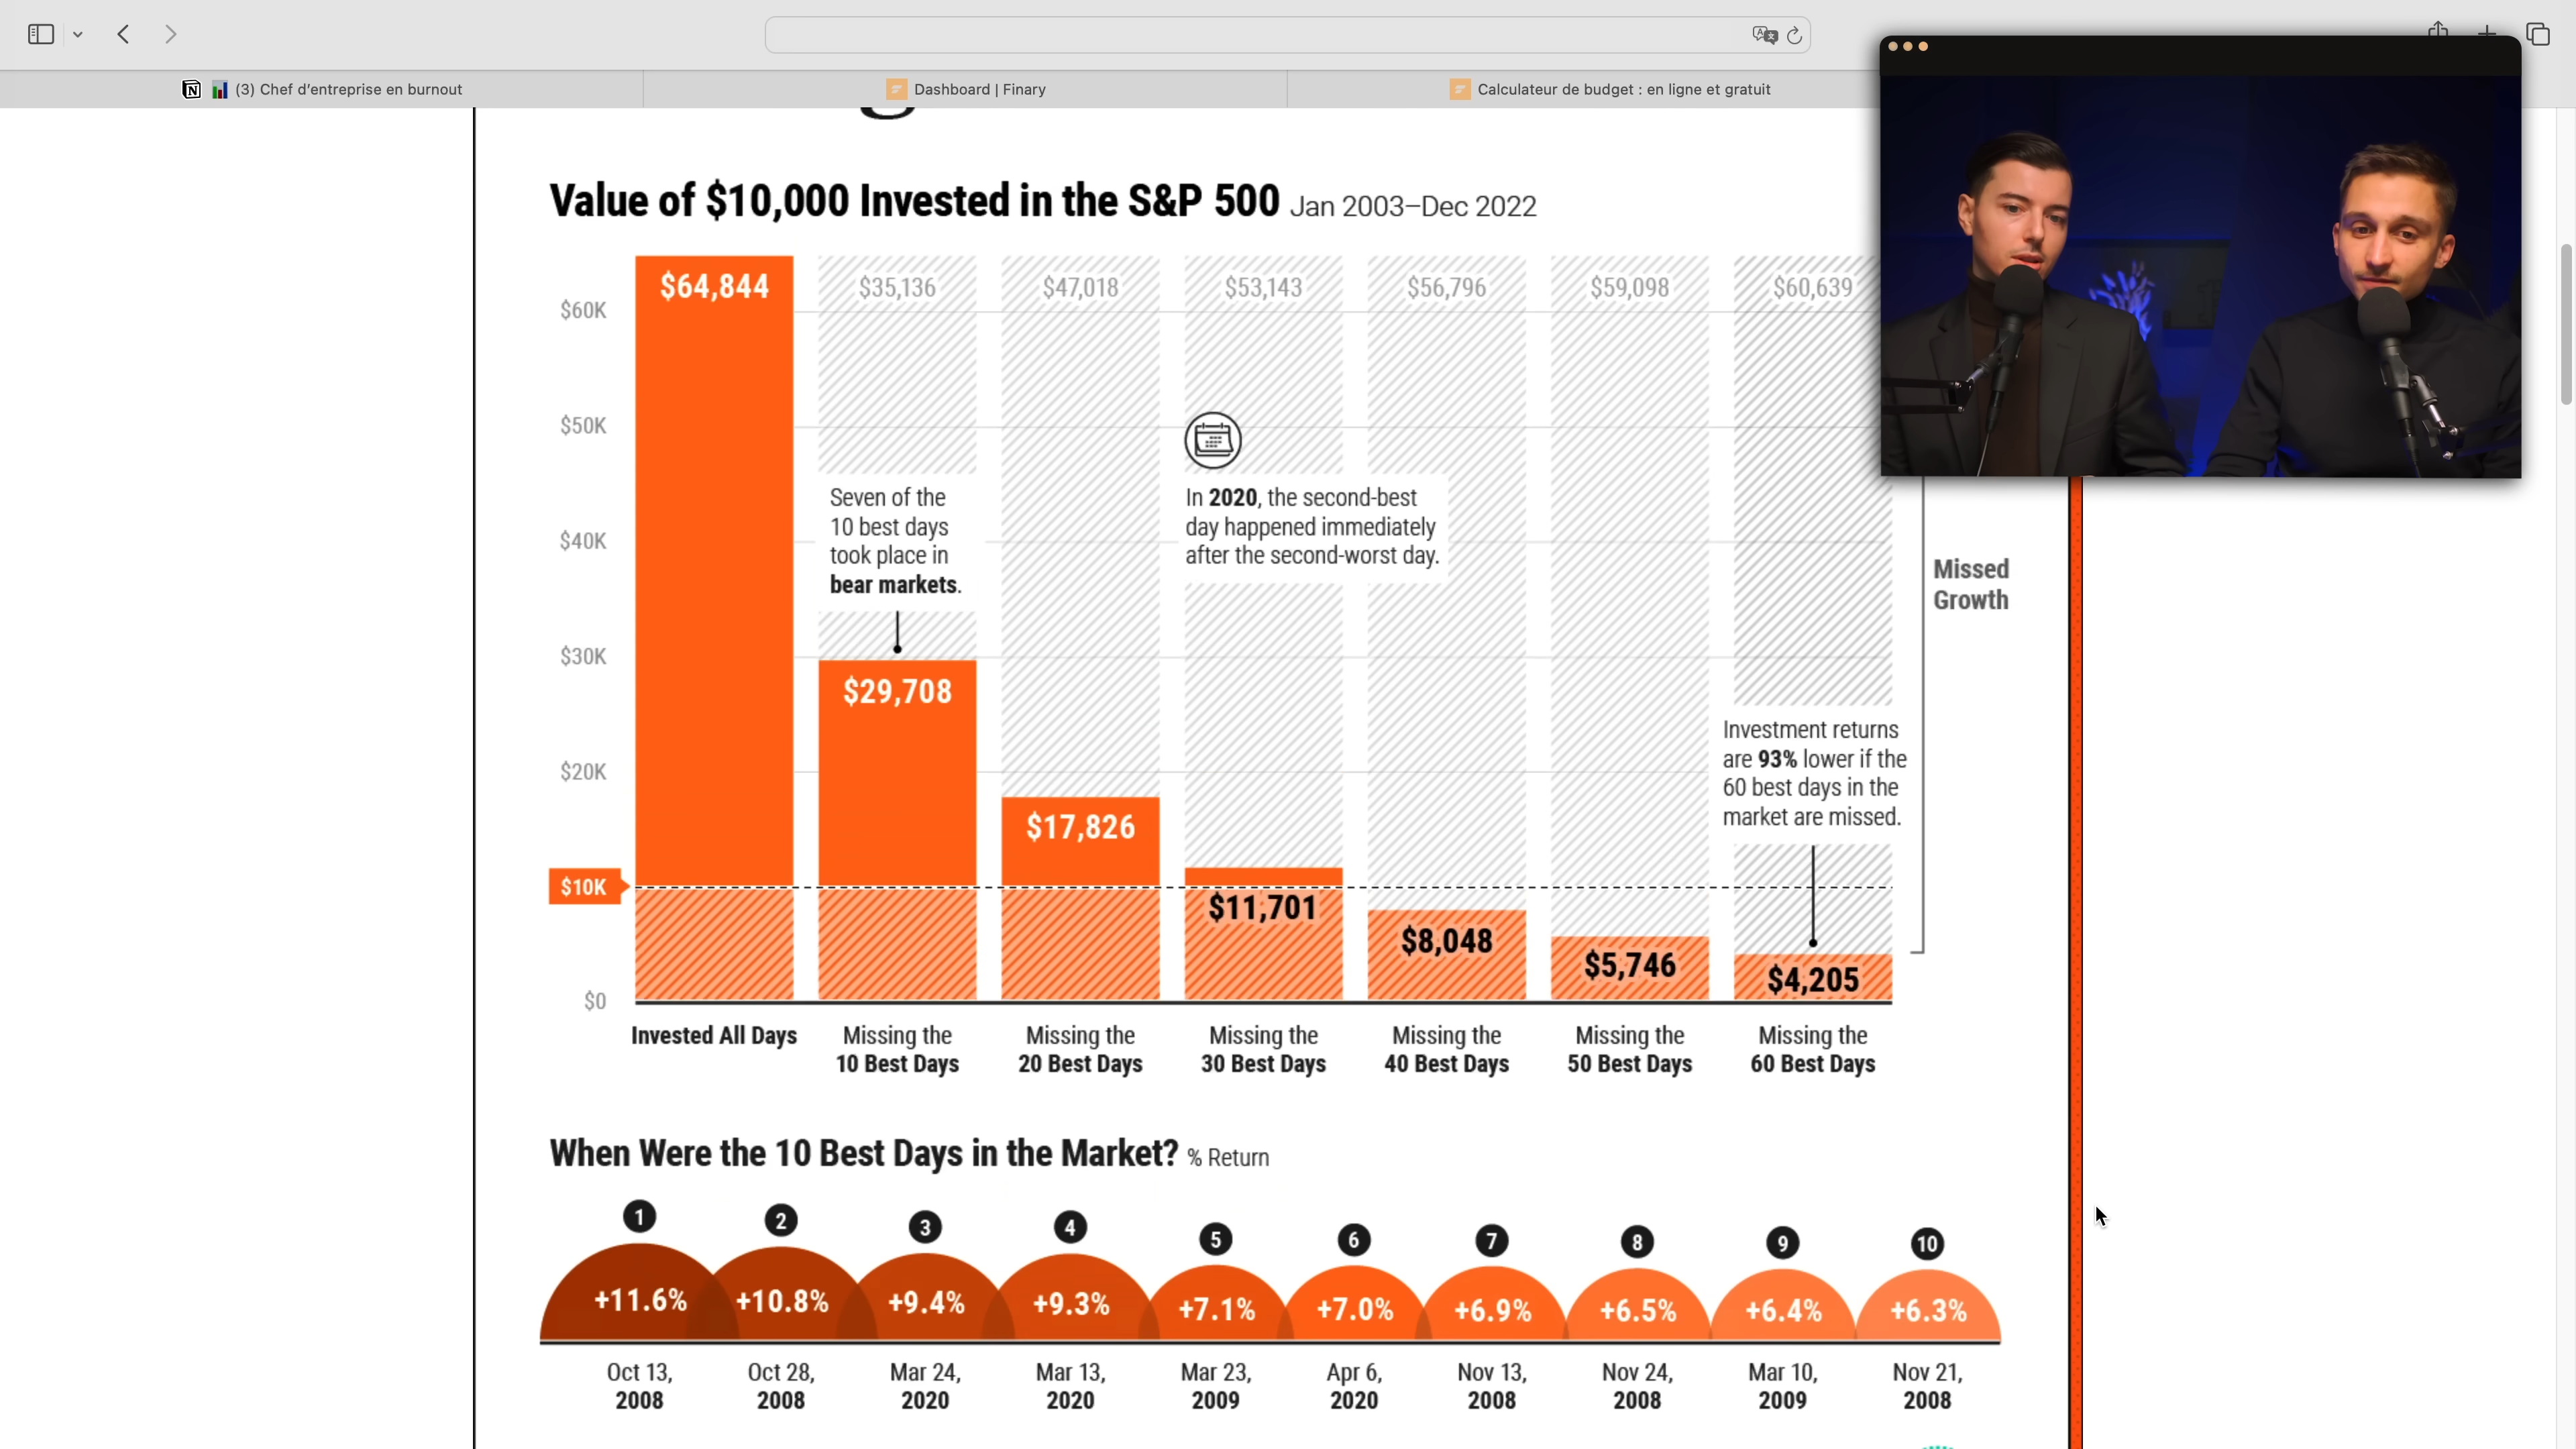 (3) Chef d'entreprise en burnout
Dashboard | Finary
Calculateur de budget : en ligne et gratuit
Value of $10,000 Invested in the S&P 500 Jan 2003–Dec 2022
$64,844
$35,136
$47,018
$53,143
$56,796
$59,098
$60,639
$60K
$50K
$40K
$30K
$20K
$10K
$0
Seven of the
10 best days
took place in
bear markets.
In 2020, the second-best
day happened immediately
after the second-worst day.
Missed
Growth
Investment returns
are 93% lower if the
60 best days in the
market are missed.
$29,708
$17,826
$11,701
$8,048
$5,746
$4,205
Invested All Days
Missing the
10 Best Days
Missing the
20 Best Days
Missing the
30 Best Days
Missing the
40 Best Days
Missing the
50 Best Days
Missing the
60 Best Days
When Were the 10 Best Days in the Market? % Return
1
2
3
4
5
6
7
8
9
10
+11.6%
+10.8%
+9.4%
+9.3%
+7.1%
+7.0%
+6.9%
+6.5%
+6.4%
+6.3%
Oct 13,
2008
Oct 28,
2008
Mar 24,
2020
Mar 13,
2020
Mar 23,
2009
Apr 6,
2020
Nov 13,
2008
Nov 24,
2008
Mar 10,
2009
Nov 21,
2008